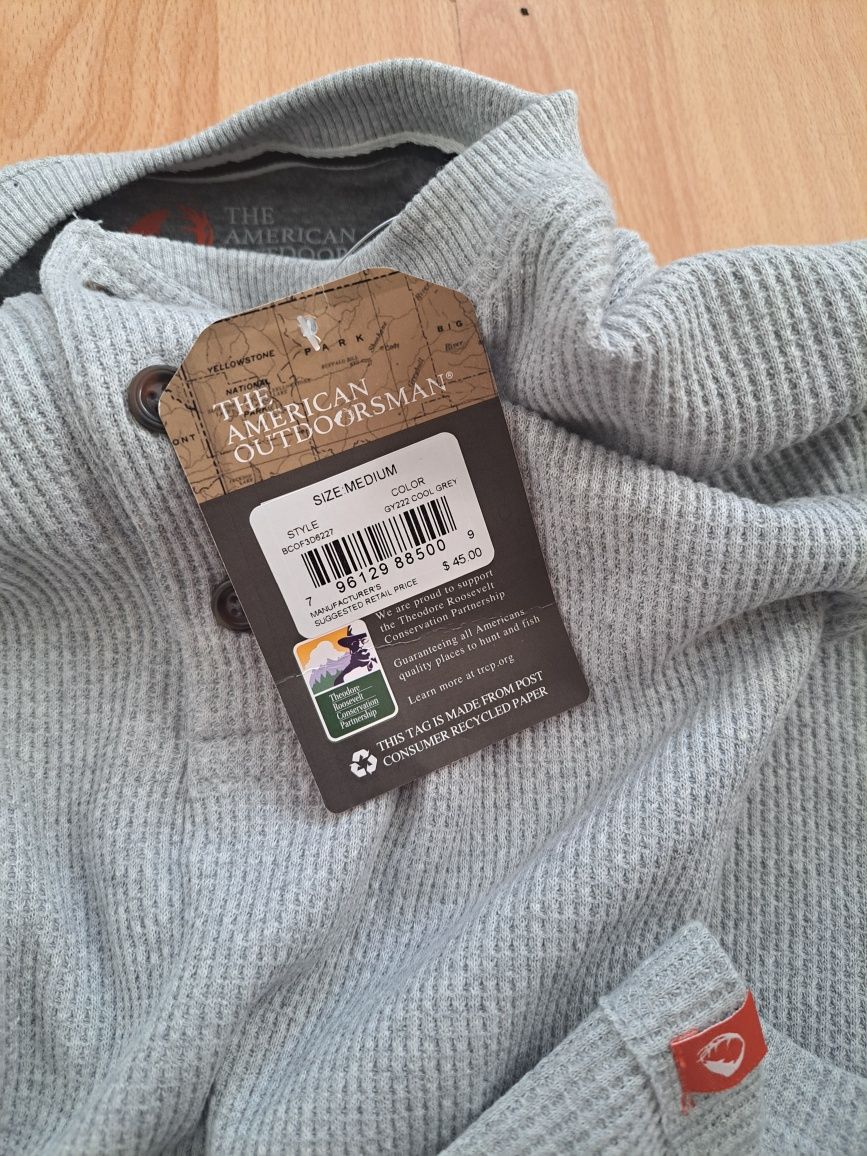 THE
AMERICAN
YELLOWSTONE
NATIONAL
PARK
BIG
River
Cody
THE
AMERICAN
OUTDOORSMAN®
SIZE:MEDIUM
STYLE
COLOR
BCOF3D6227
GY222 COOL GREY
7 96129 88500 9
MANUFACTURER'S
SUGGESTED RETAIL PRICE
$ 45.00
We are proud to support
the Theodore Roosevelt
Conservation Partnership
Guaranteeing all Americans
quality places to hunt and fish
Learn more at trcp.org
Theodore
Roosevelt
Conservation
Partnership
THIS TAG IS MADE FROM POST
CONSUMER RECYCLED PAPER